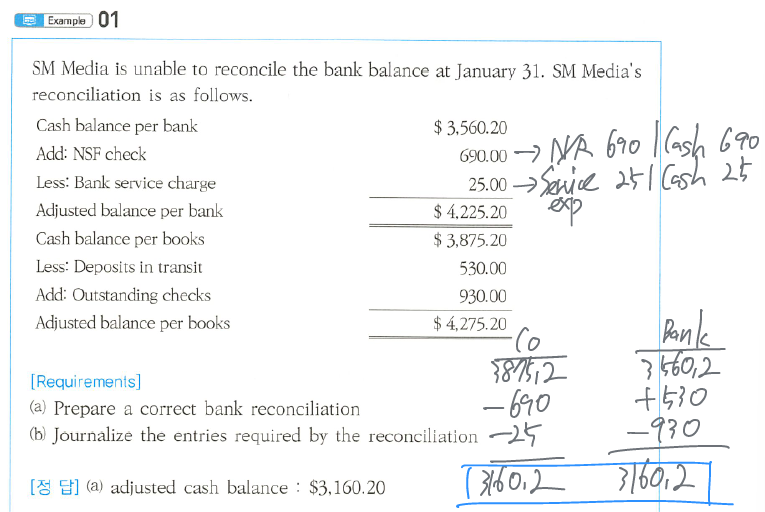 Example 01
SM Media is unable to reconcile the bank balance at January 31. SM Media's
reconciliation is as follows.
Cash balance per bank $ 3,560.20
Add: NSF check 690.00 → N/R 690 | Cash 690
Less: Bank service charge 25.00 → Service 25 | Cash 25
exp
Adjusted balance per bank $ 4,225.20
Cash balance per books $ 3,875.20
Less: Deposits in transit 530.00
Add: Outstanding checks 930.00
Adjusted balance per books $ 4,275.20
Co Bank
3875,2 3560,2
[Requirements]
(a) Prepare a correct bank reconciliation -690 +530
(b) Journalize the entries required by the reconciliation -25 -930
[정 답] (a) adjusted cash balance : $3,160.20 3160,2 3160,2